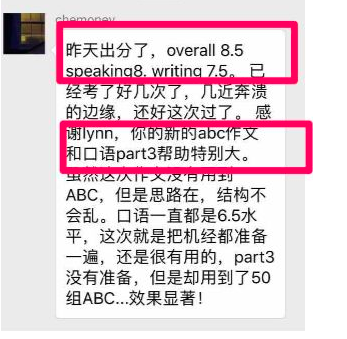 chemoney
昨天出分了，overall 8.5
speaking8, writing 7.5。已
经考了好几次了，几近奔溃
的边缘，还好这次过了。感
谢lynn，你的新的abc作文
和口语part3帮助特别大。
虽然这次作文没有用到
ABC，但是思路在，结构不
会乱。口语一直都是6.5水
平，这次就是把机经都准备
一遍，还是很有用的，part3
没有准备，但是却用到了50
组ABC...效果显著！